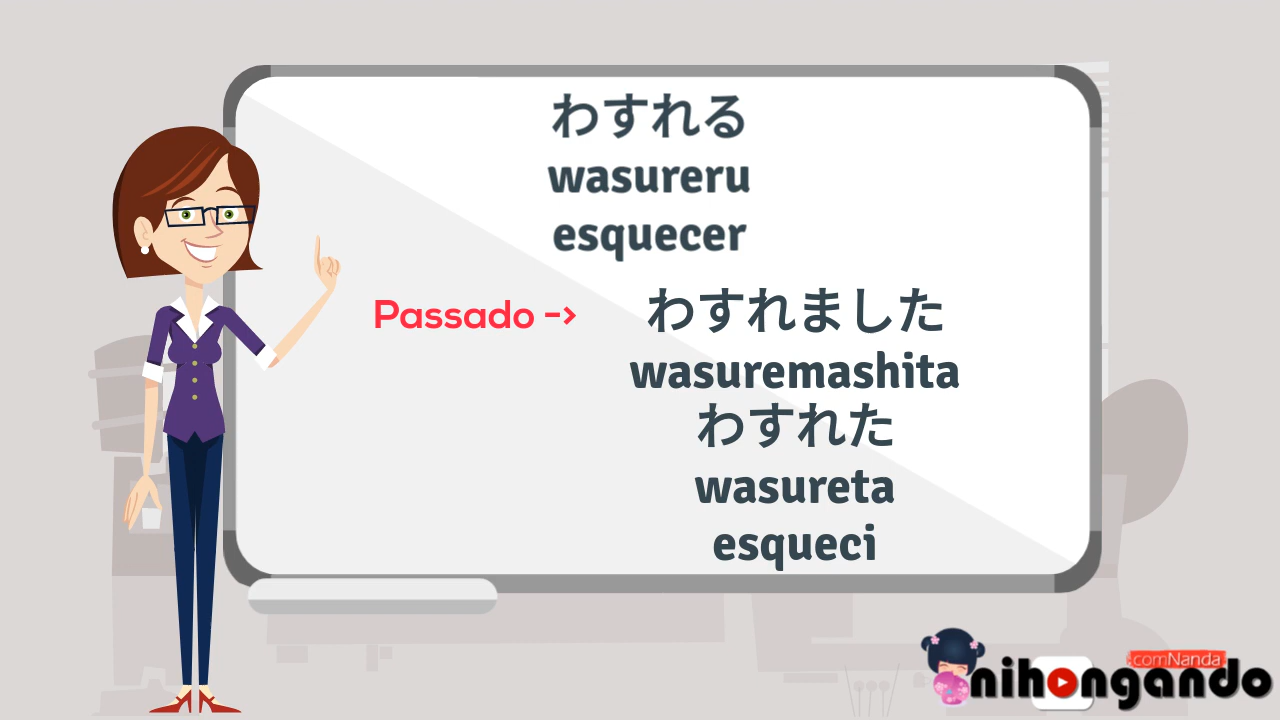 わすれる
wasureru
esquecer
Passado -> わすれました
wasuremashita
わすれた
wasureta
esqueci
comNanda
nihongando